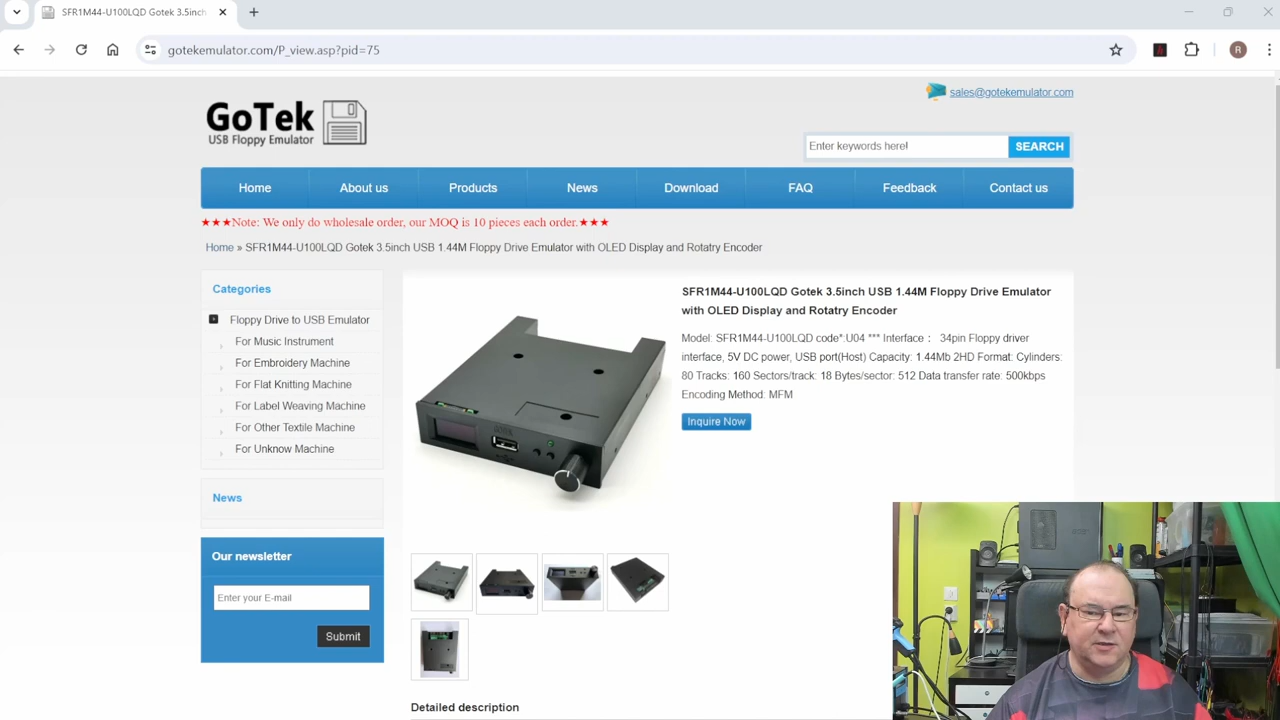 SFR1M44-U100LQD Gotek 3.5inch
gotekemulator.com/P_view.asp?pid=75
R
sales@gotekemulator.com
GoTek
USB Floppy Emulator
Enter keywords here!
SEARCH
Home About us Products News Download FAQ Feedback Contact us
★★★Note: We only do wholesale order, our MOQ is 10 pieces each order.★★★
Home » SFR1M44-U100LQD Gotek 3.5inch USB 1.44M Floppy Drive Emulator with OLED Display and Rotatry Encoder
Categories
Floppy Drive to USB Emulator
For Music Instrument
For Embroidery Machine
For Flat Knitting Machine
For Label Weaving Machine
For Other Textile Machine
For Unknow Machine
News
Our newsletter
Enter your E-mail
Submit
SFR1M44-U100LQD Gotek 3.5inch USB 1.44M Floppy Drive Emulator
with OLED Display and Rotatry Encoder
Model: SFR1M44-U100LQD code*:U04 *** Interface： 34pin Floppy driver
interface, 5V DC power, USB port(Host) Capacity: 1.44Mb 2HD Format: Cylinders:
80 Tracks: 160 Sectors/track: 18 Bytes/sector: 512 Data transfer rate: 500kbps
Encoding Method: MFM
Inquire Now
Detailed description